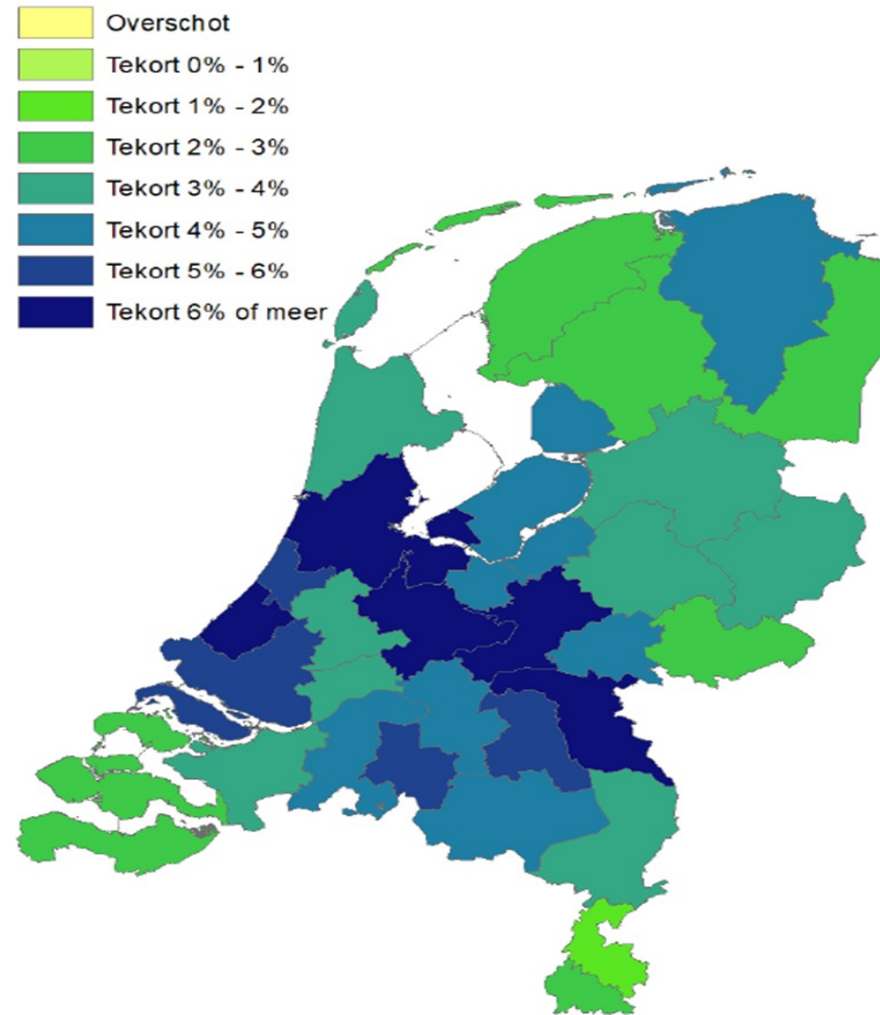 Overschot
Tekort 0% - 1%
Tekort 1% - 2%
Tekort 2% - 3%
Tekort 3% - 4%
Tekort 4% - 5%
Tekort 5% - 6%
Tekort 6% of meer